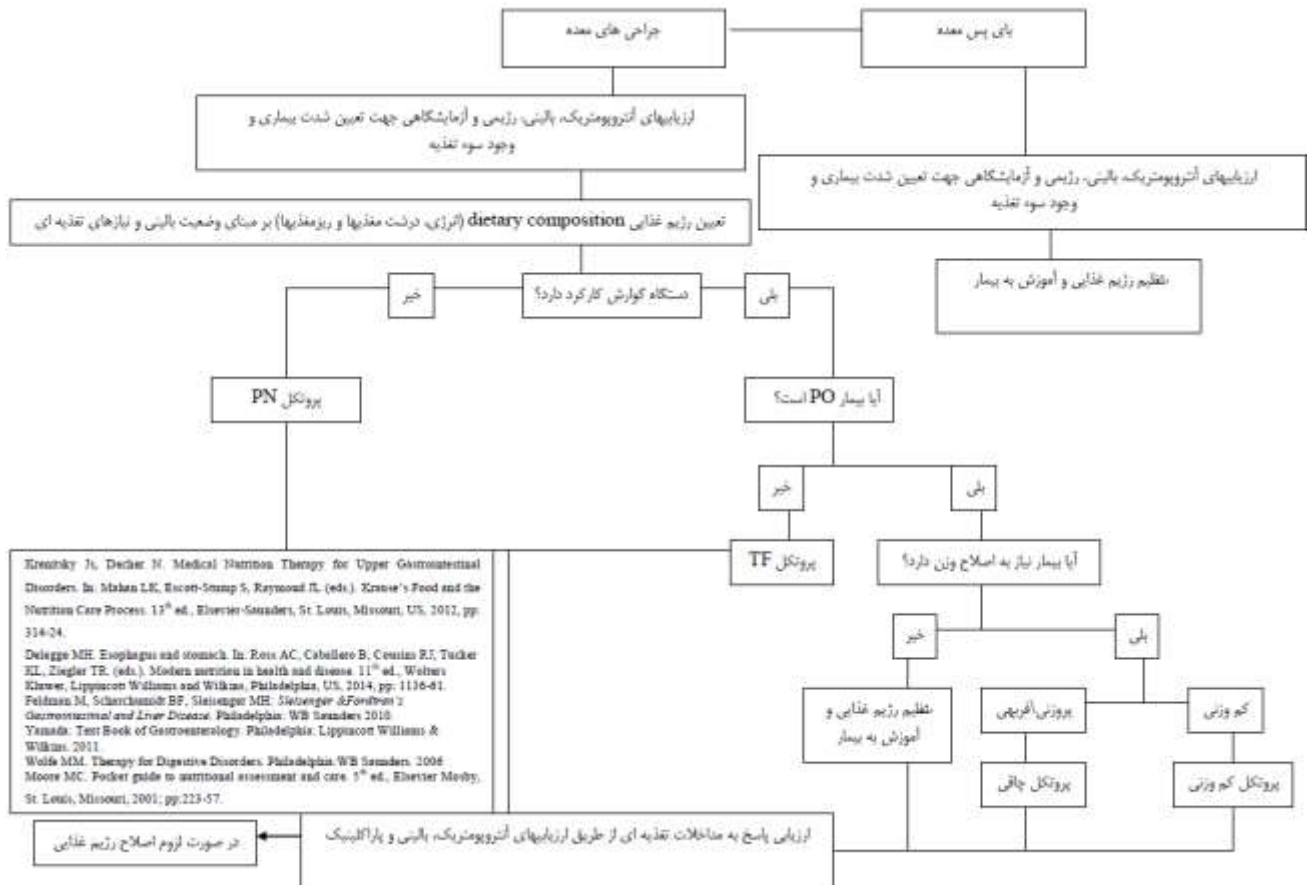 جراحی های معده
بای پس معده
ارزیابیهای آنتروپومتریک، بالینی، رژیمی و آزمایشگاهی جهت تعیین شدت بیماری و
وجود سوء تغذیه
ارزیابیهای آنتروپومتریک، بالینی، رژیمی و آزمایشگاهی جهت تعیین شدت بیماری و
وجود سوء تغذیه
تعیین رژیم غذایی dietary composition (انرژی، درشت مغذیها و ریزمغذیها) بر مبنای وضعیت بالینی و نیازهای تغذیه ای
تنظیم رژیم غذایی و آموزش به بیمار
دستگاه گوارش کارکرد دارد؟
بلی
خیر
پروتکل PN
آیا بیمار PO است؟
بلی
خیر
پروتکل TF
آیا بیمار نیاز به اصلاح وزن دارد؟
بلی
خیر
کم وزنی
پروزنی\فربهی
تنظیم رژیم غذایی و
آموزش به بیمار
پروتکل کم وزنی
پروتکل چاقی
Krenitsky Js, Decher N. Medical Nutrition Therapy for Upper Gastrointestinal
Disorders. In: Mahan LK, Escott-Stump S, Raymond JL (eds.). Krause's Food and the
Nutrition Care Process. 13th ed., Elsevier-Saunders, St. Louis, Missouri, US, 2012, pp:
314-24.
Delegge MH. Esophagus and stomach. In: Ross AC, Caballero B, Cousins RJ, Tucker
KL, Ziegler TR. (eds.). Modern nutrition in health and disease. 11th ed., Wolters
Kluwer, Lippincott Williams and Wilkins, Philadelphia, US, 2014, pp: 1136-61.
Feldman M, Scharchmidt BF, Sleisenger MH: Sleisenger &Fordtran's
Gastrointestinal and Liver Disease, Philadelphia: WB Saunders 2010
Yamada: Text Book of Gastroenterology. Philadelphia: Lippincott Williams &
Wilkins. 2011.
Wolfe MM. Therapy for Digestive Disorders. Philadelphia.WB Saunders. 2006
Moore MC. Pocket guide to nutritional assessment and care. 5th ed., Elsevier Mosby,
St. Louis, Missouri, 2001; pp:223-57.
ارزیابی پاسخ به مداخلات تغذیه ای از طریق ارزیابیهای آنتروپومتریک، بالینی و پاراکلینیک
در صورت لزوم اصلاح رژیم غذایی